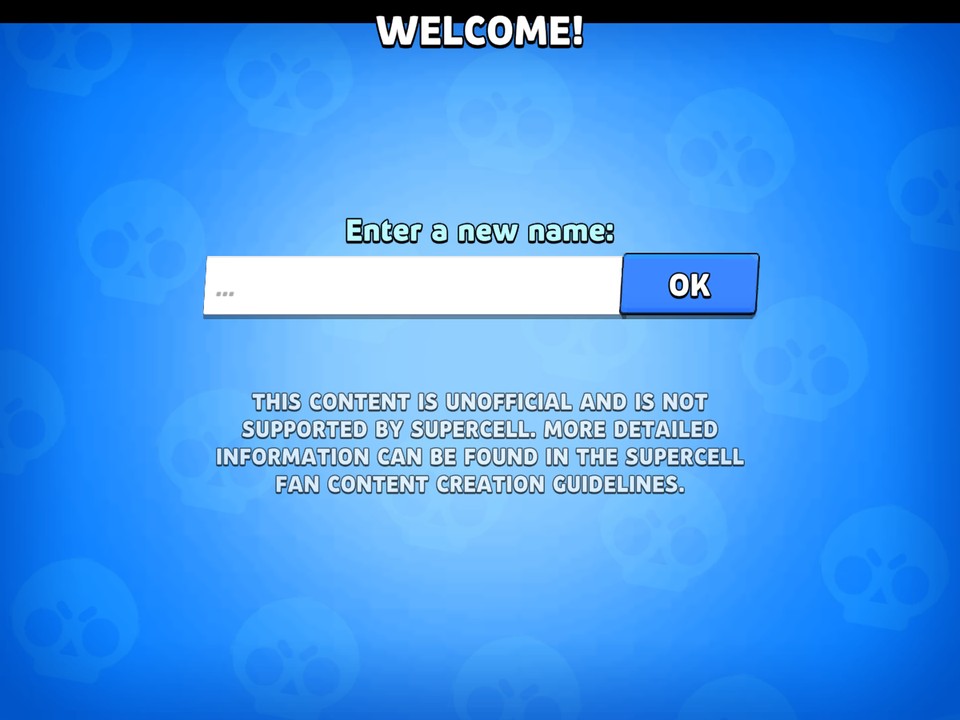 WELCOME!
Enter a new name:
...
OK
THIS CONTENT IS UNOFFICIAL AND IS NOT
SUPPORTED BY SUPERCELL. MORE DETAILED
INFORMATION CAN BE FOUND IN THE SUPERCELL
FAN CONTENT CREATION GUIDELINES.